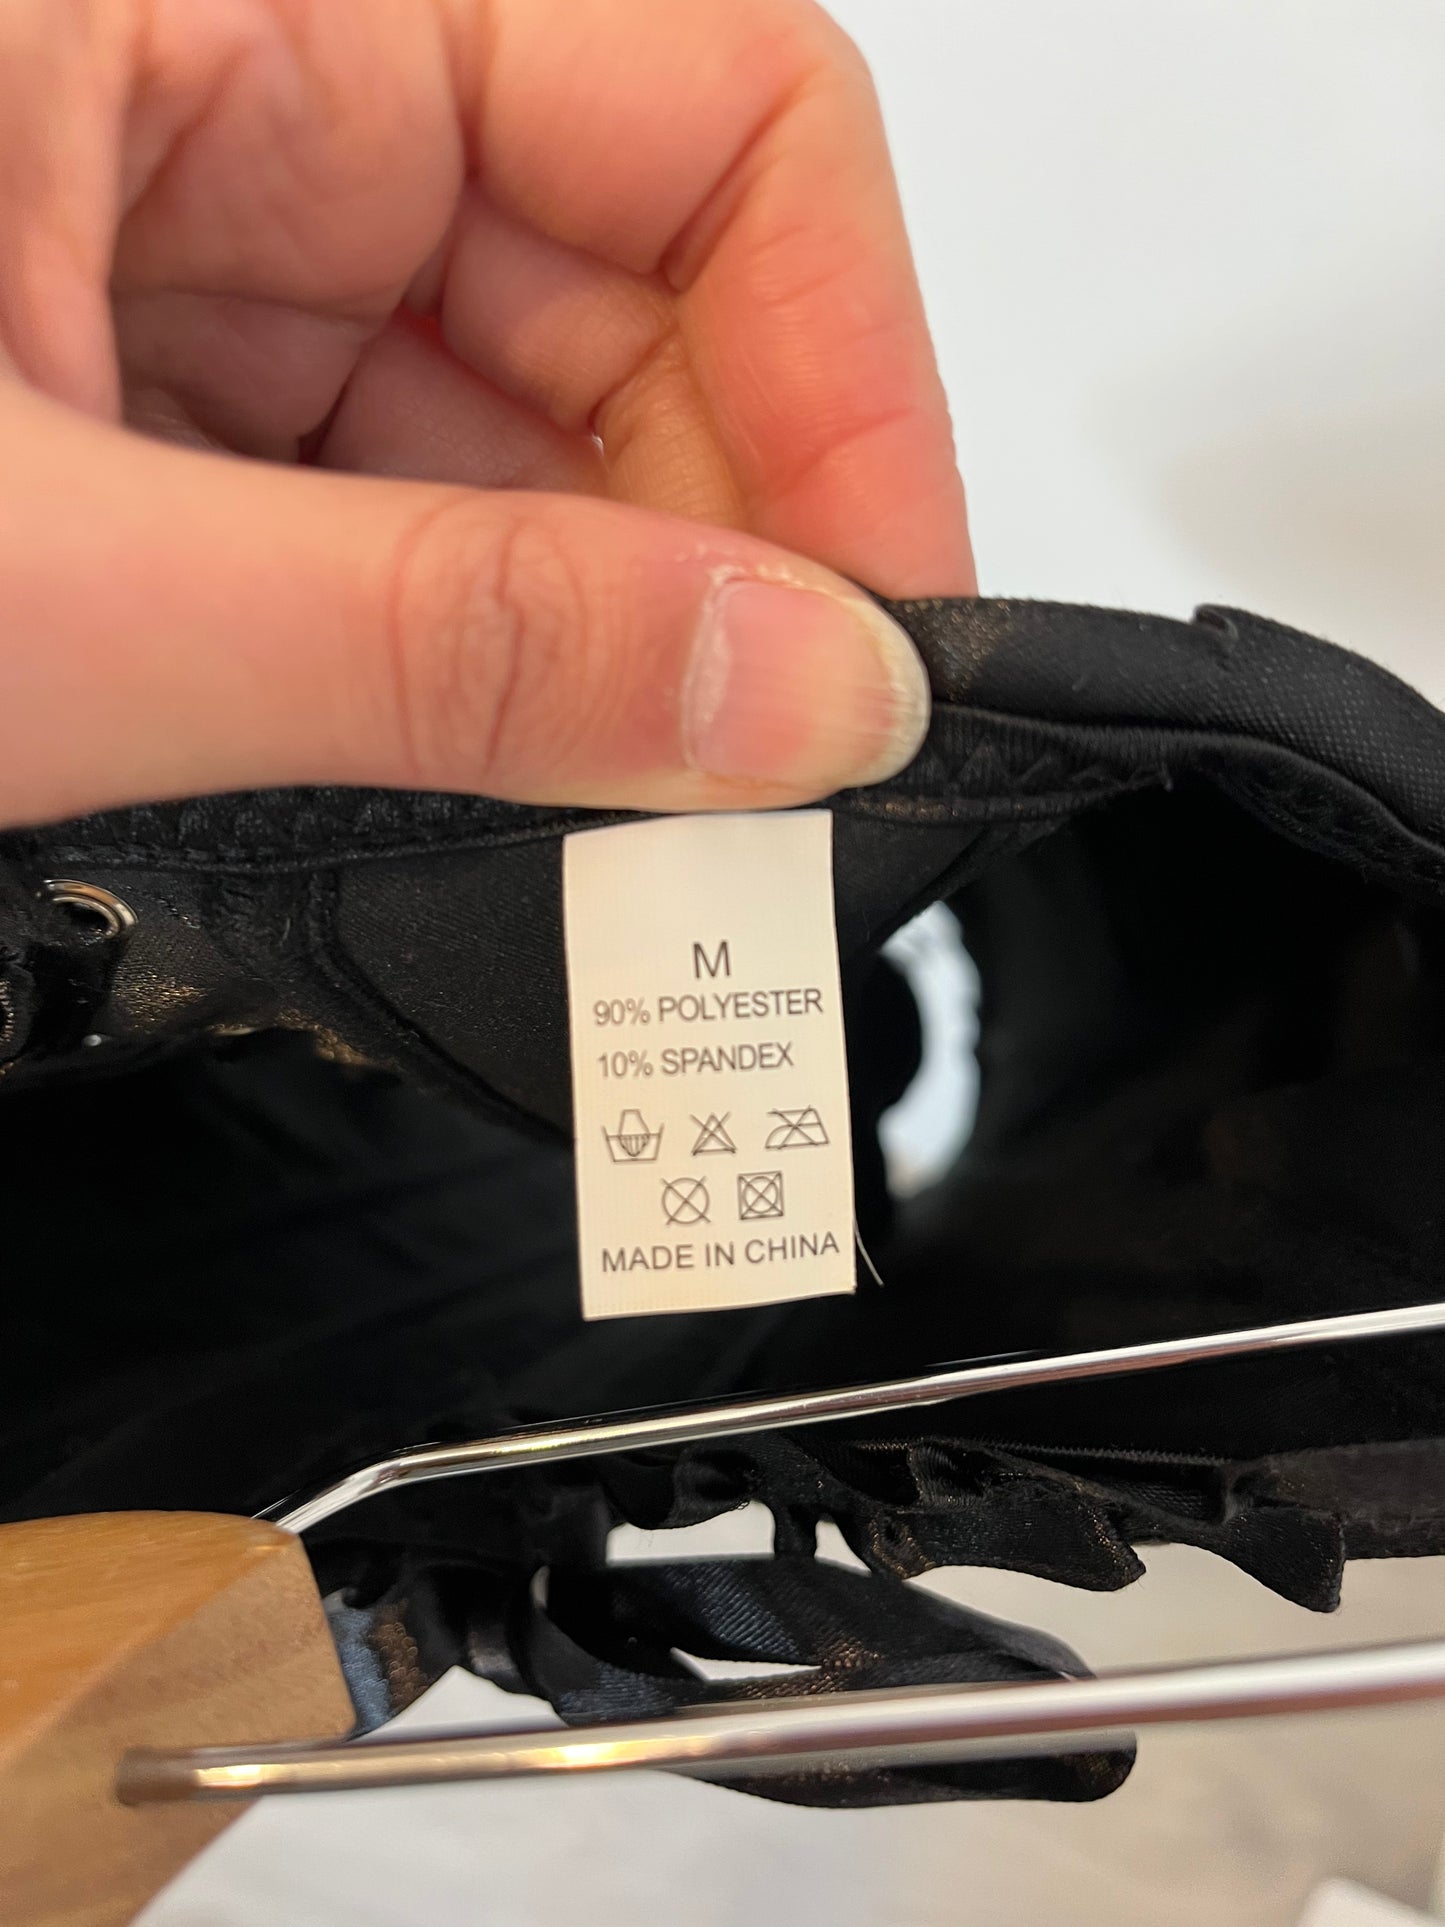 M
90% POLYESTER
10% SPANDEX
MADE IN CHINA